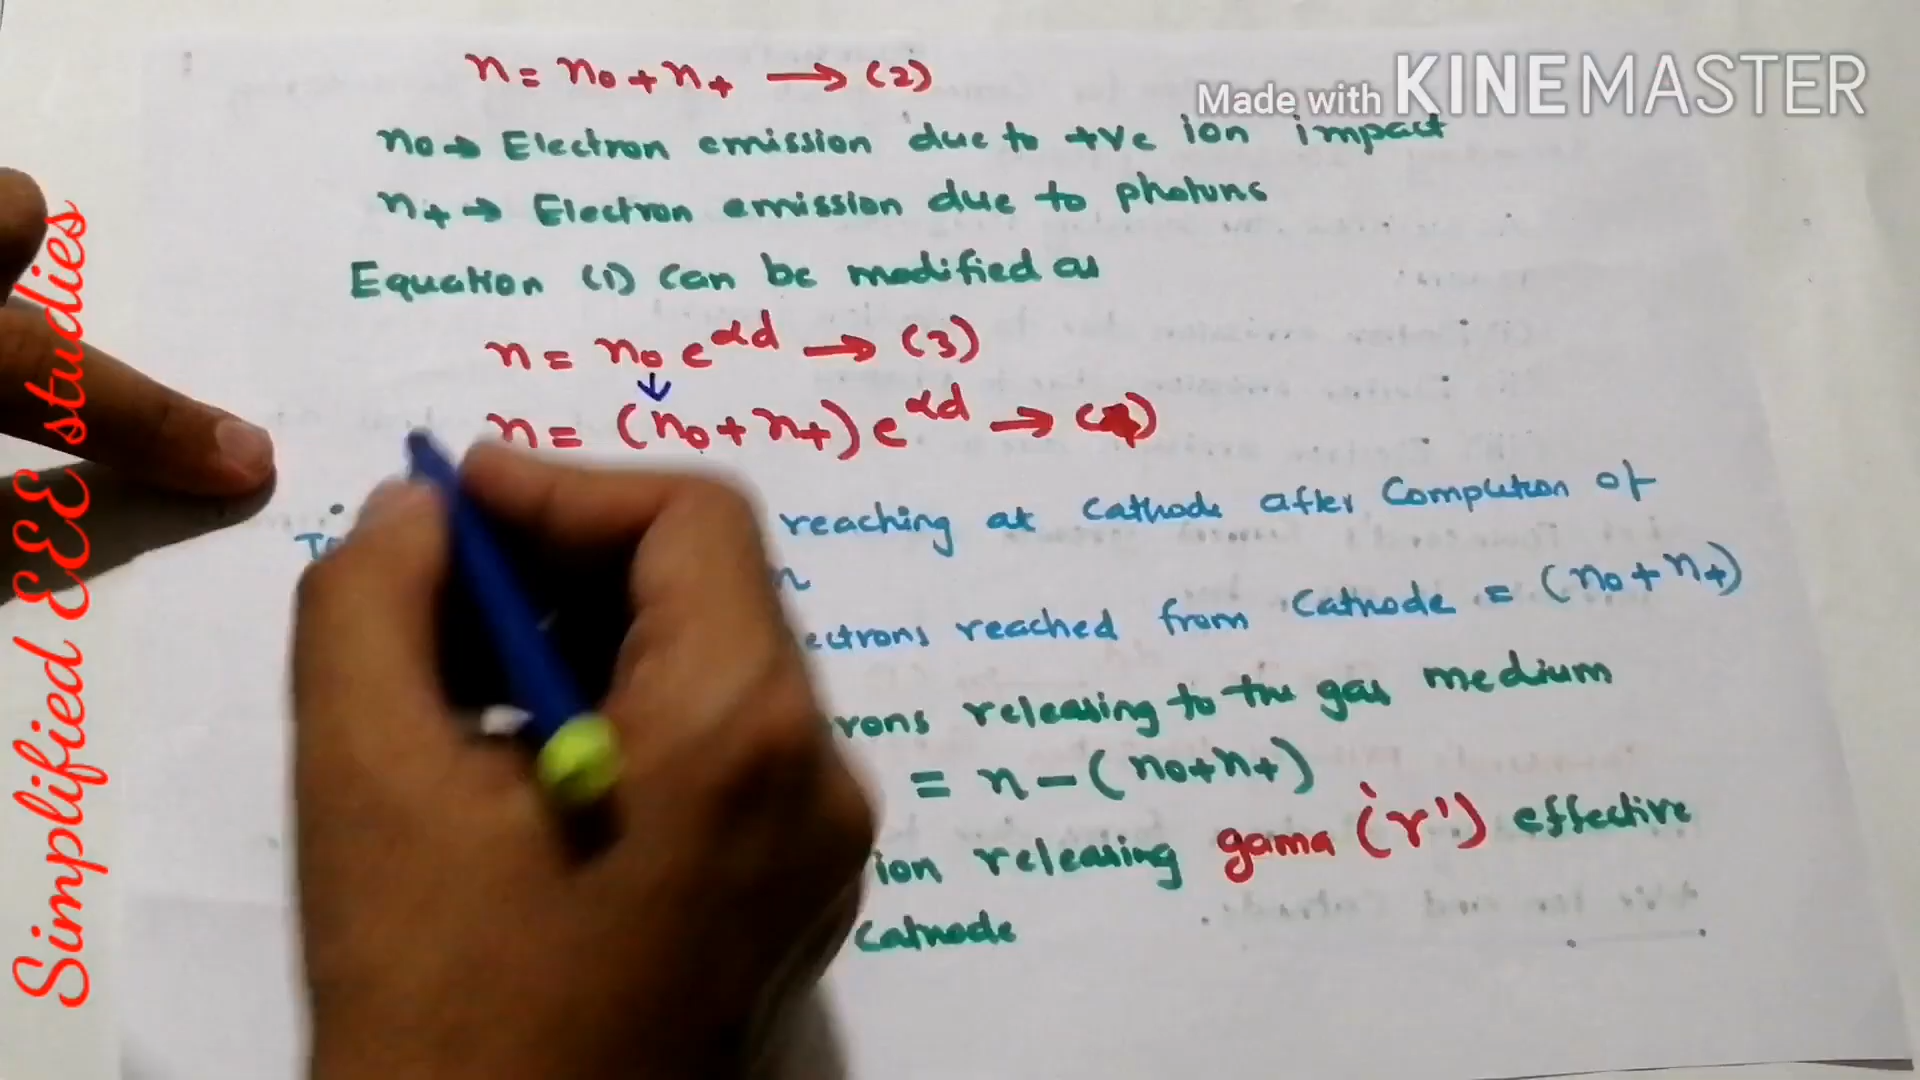 n = n₀ + n₊ → (2)
Made with KINEMASTER
n₀ → Electron emission due to +ve ion impact
n₊ → Electron emission due to photons
Equation (1) can be modified as
n = n₀ e^αd → (3)
n = (n₀ + n₊) e^αd → (4)
reaching at Cathode after Completion of
ectrons reached from Cathode = (n₀ + n₊)
rons releasing to the gas medium
= n - (n₀+n₊)
ion releasing gama (γ') effective
Cathode
Simplified EEE studies